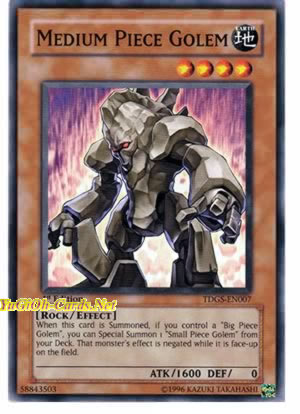 MEDIUM PIECE GOLEM
EARTH
地
TDGS-EN007
YuGiOh-Cards.Net
[ROCK/EFFECT]
When this card is Summoned, if you control a "Big Piece
Golem", you can Special Summon 1 "Small Piece Golem" from
your Deck. That monster's effect is negated while it is face-up
on the field.
ATK/1600 DEF/ 0
58843503
©1996 KAZUKI TAKAHASHI